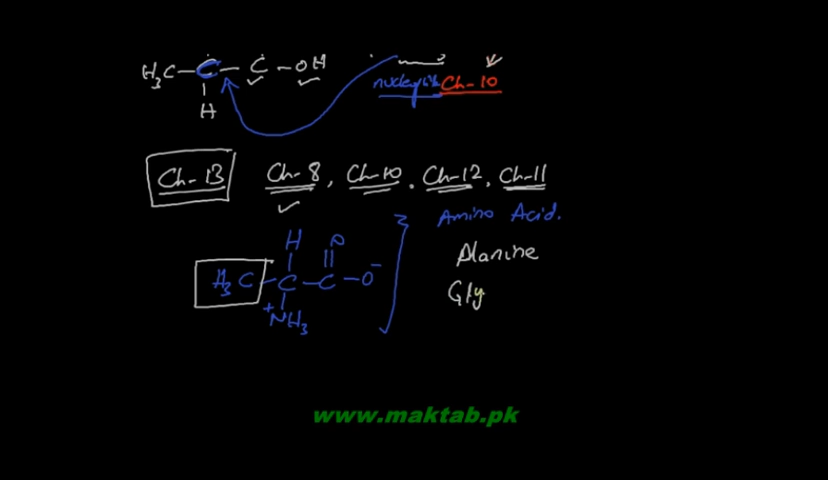 H3C - C - C - OH
H
nucleophile Ch-10
Ch-13 Ch-8, Ch-10, Ch-12, Ch-11
Amino Acid.
H O
Alanine
H3C - C - C - O-
Gly
+NH3
www.maktab.pk